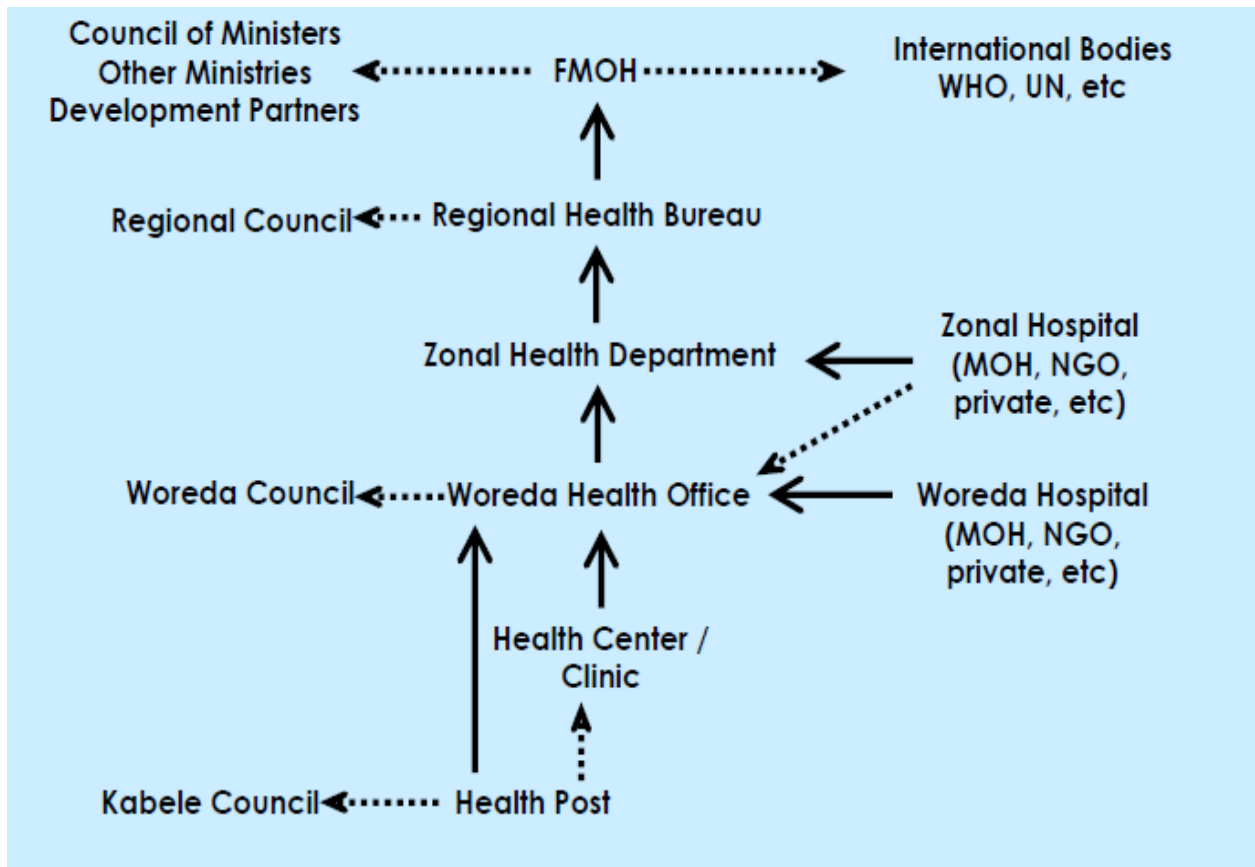 Council of Ministers
Other Ministries
Development Partners
FMOH
International Bodies
WHO, UN, etc
Regional Council
Regional Health Bureau
Zonal Health Department
Zonal Hospital
(MOH, NGO,
private, etc)
Woreda Council
Woreda Health Office
Woreda Hospital
(MOH, NGO,
private, etc)
Health Center /
Clinic
Kabele Council
Health Post